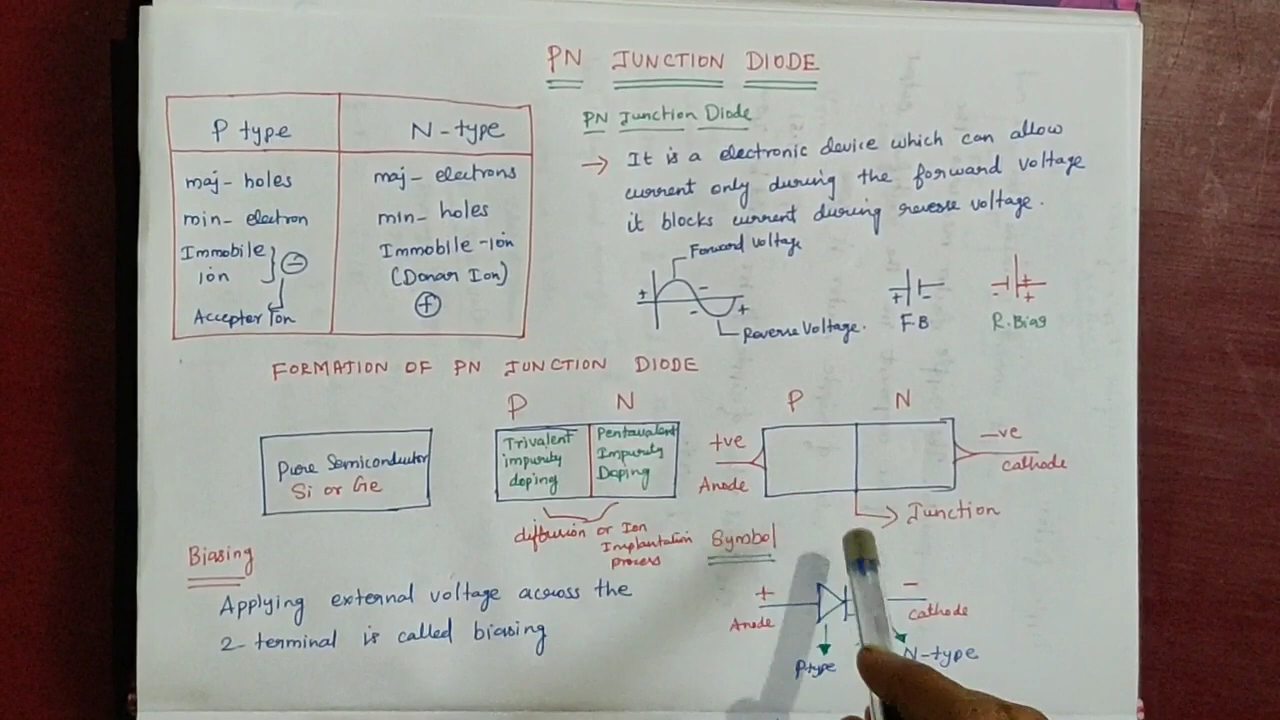 PN JUNCTION DIODE
P type
N-type
maj- holes
maj- electrons
min- electron
min- holes
Immobile ion
Immobile-ion
(Donar Ion)
−
+
Accepter Ion
PN Junction Diode
→ It is a electronic device which can allow
current only during the forward voltage
it blocks current during reverse voltage.
Forward voltage
+
−
−
+
Reverse Voltage.
+
−
F.B
−
+
+
R.Bias
FORMATION OF PN JUNCTION DIODE
Pure Semiconductor
Si or Ge
P
N
Trivalent
impurity
doping
Pentavalent
Impurity
Doping
diffusion or Ion
Implantation
process
P
N
+ve
Anode
−ve
cathode
Junction
Biasing
Applying external voltage across the
2-terminal is called biasing
Symbol
+
−
Anode
cathode
P type
N-type